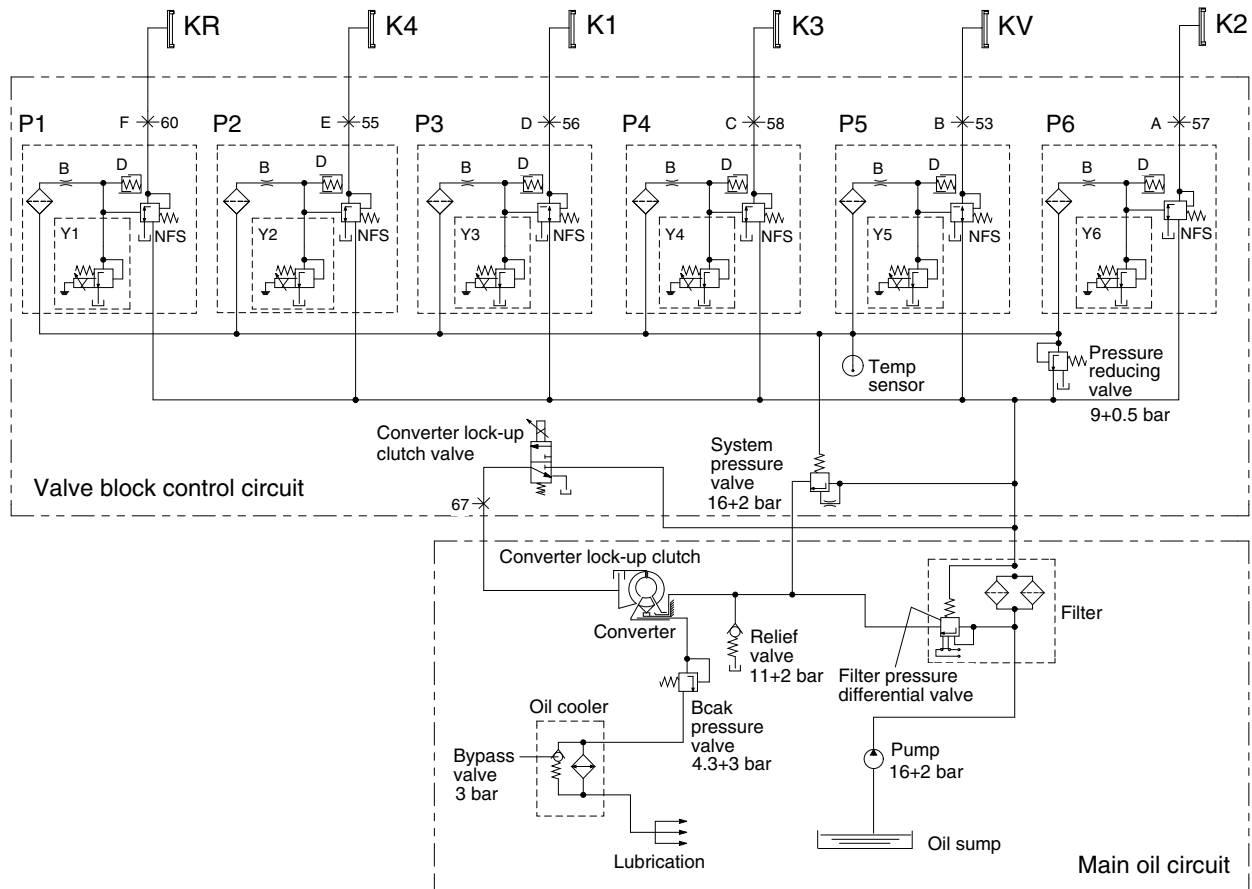 KR K4 K1 K3 KV K2
P1 F 60 P2 E 55 P3 D 56 P4 C 58 P5 B 53 P6 A 57
B D B D B D B D B D B D
Y1 NFS Y2 NFS Y3 NFS Y4 NFS Y5 NFS Y6 NFS
Temp
sensor
Pressure
reducing
valve
9+0.5 bar
Converter lock-up
clutch valve
System
pressure
valve
16+2 bar
Valve block control circuit
67
Converter lock-up clutch
Converter
Relief
valve
11+2 bar
Filter
Filter pressure
differential valve
Oil cooler
Bcak
pressure
valve
4.3+3 bar
Bypass
valve
3 bar
Pump
16+2 bar
Lubrication
Oil sump
Main oil circuit